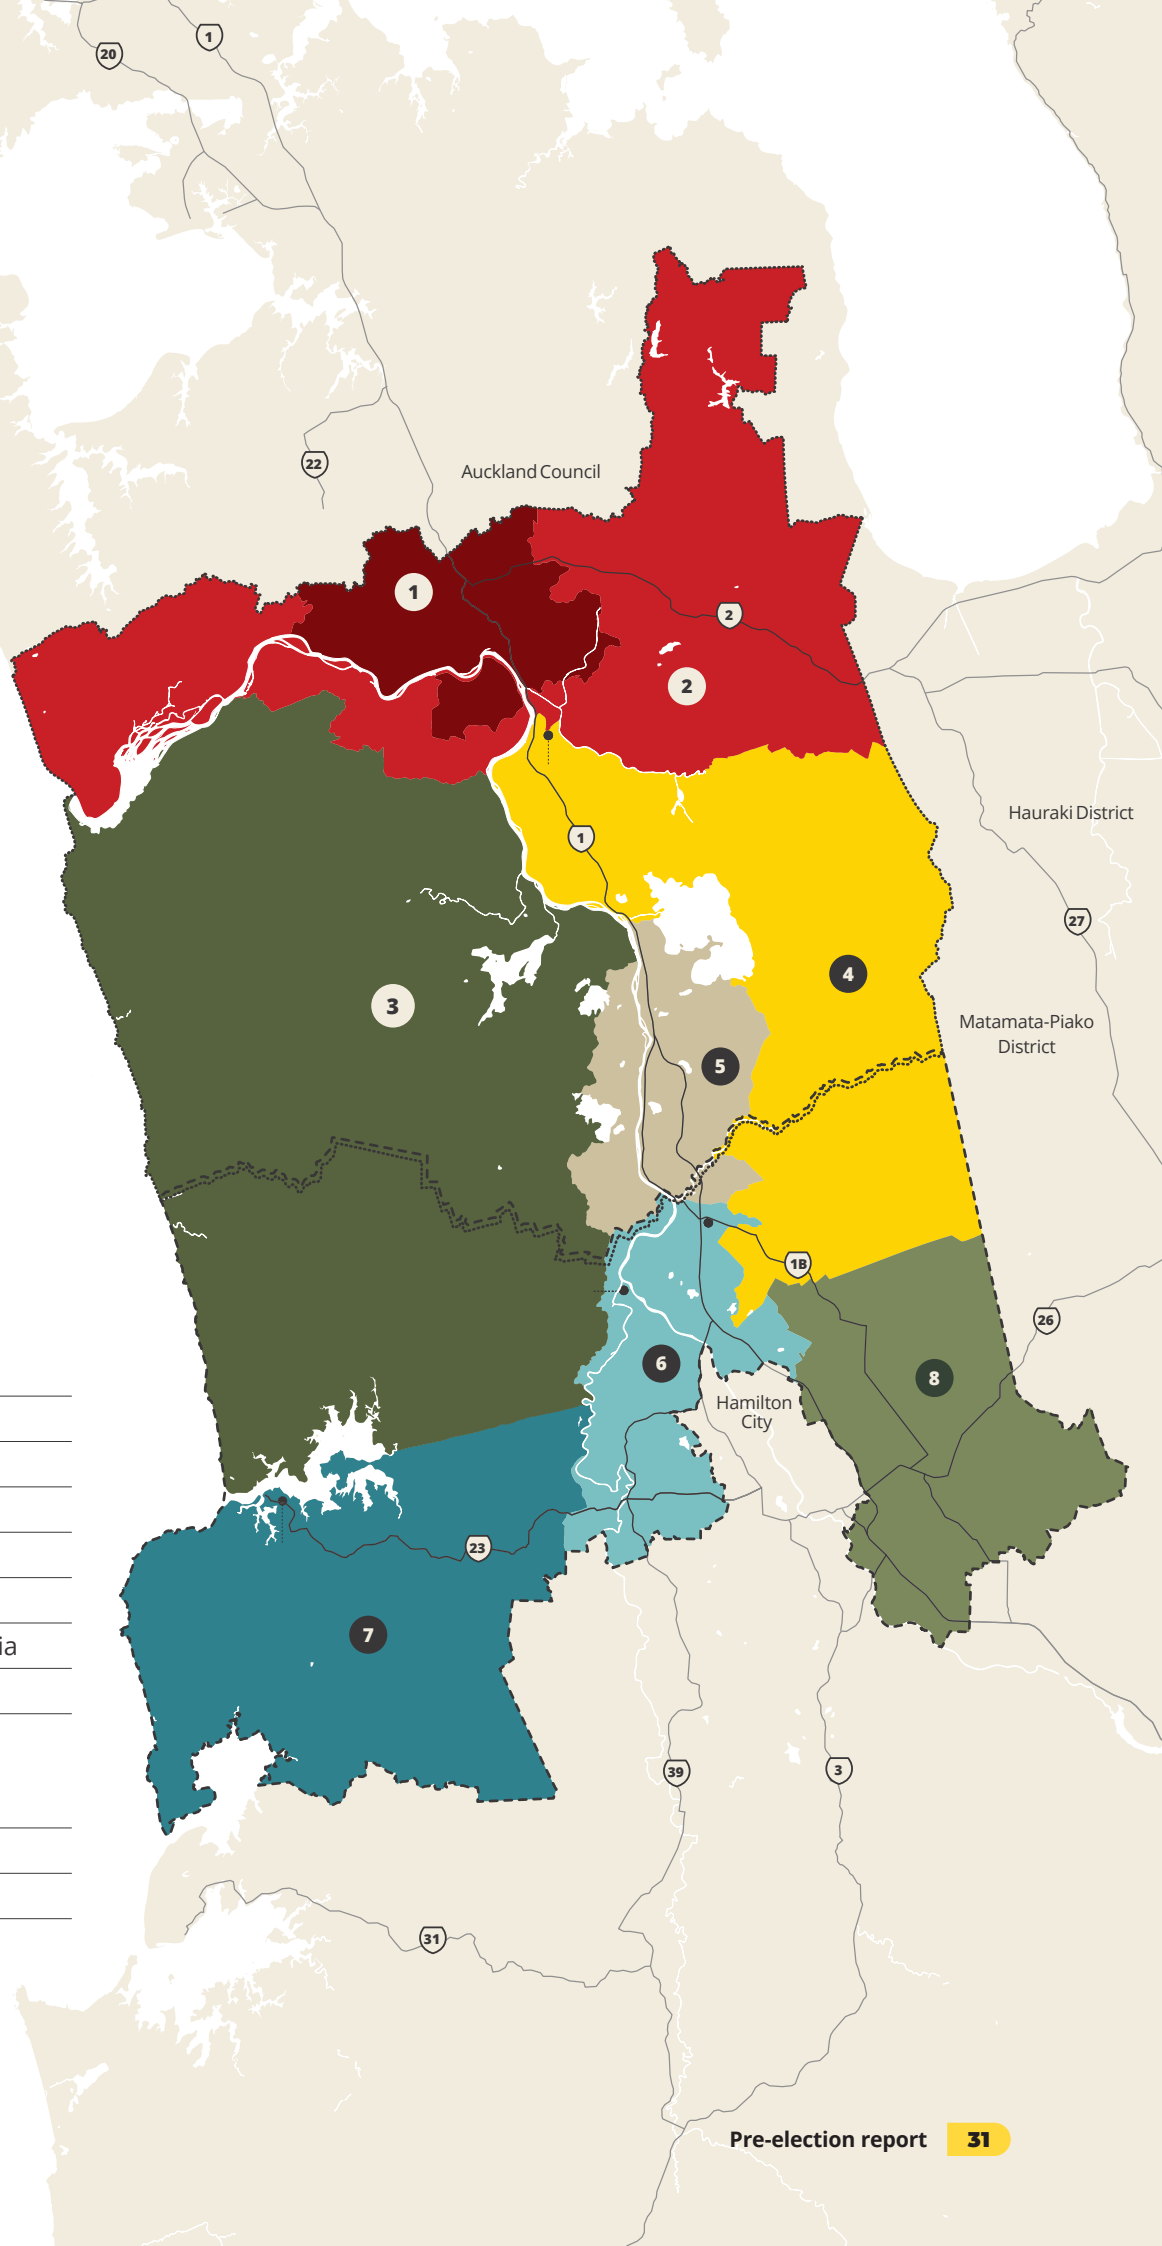 1
20
22
Auckland Council
1
2
2
1
Hauraki District
27
4
3
Matamata-Piako
District
5
1B
26
6
8
Hamilton
City
23
7
ia
39
3
31
Pre-election report 31